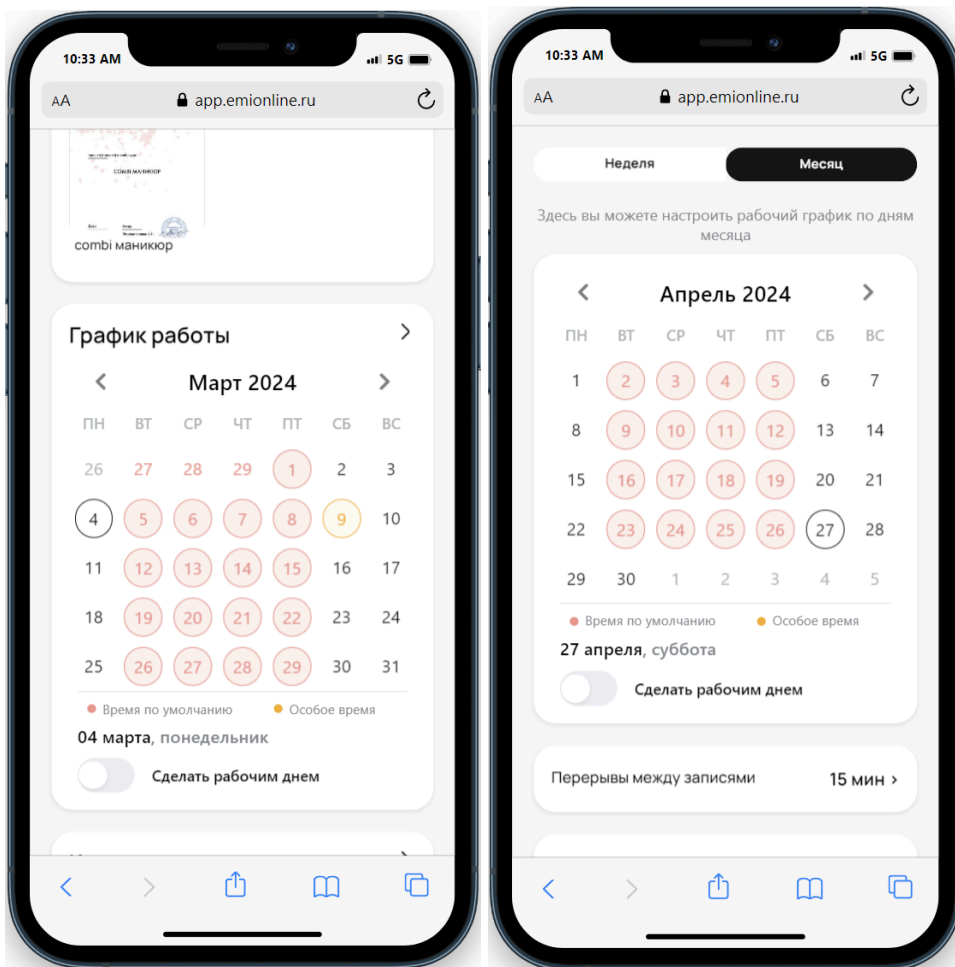 10:33 AM
5G
AA
app.emionline.ru
COMBI МАНИКЮР
combi маникюр
График работы
Март 2024
ПН ВТ СР ЧТ ПТ СБ ВС
26 27 28 29 1 2 3
4 5 6 7 8 9 10
11 12 13 14 15 16 17
18 19 20 21 22 23 24
25 26 27 28 29 30 31
Время по умолчанию Особое время
04 марта, понедельник
Сделать рабочим днем
10:33 AM
5G
AA
app.emionline.ru
Неделя Месяц
Здесь вы можете настроить рабочий график по дням
месяца
Апрель 2024
ПН ВТ СР ЧТ ПТ СБ ВС
1 2 3 4 5 6 7
8 9 10 11 12 13 14
15 16 17 18 19 20 21
22 23 24 25 26 27 28
29 30 1 2 3 4 5
Время по умолчанию Особое время
27 апреля, суббота
Сделать рабочим днем
Перерывы между записями 15 мин >